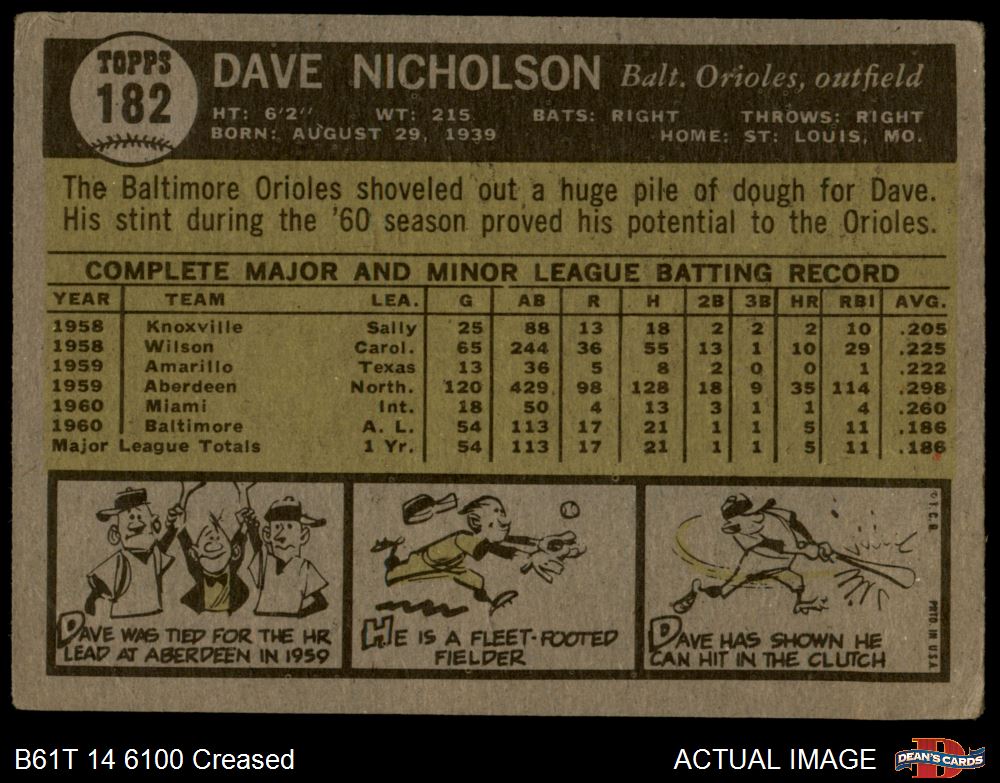 TOPPS
182
DAVE NICHOLSON Balt. Orioles, outfield
HT: 6'2" WT: 215 BATS: RIGHT THROWS: RIGHT
BORN: AUGUST 29, 1939 HOME: ST: LOUIS, MO.
The Baltimore Orioles shoveled out a huge pile of dough for Dave.
His stint during the '60 season proved his potential to the Orioles.
COMPLETE MAJOR AND MINOR LEAGUE BATTING RECORD
YEAR TEAM LEA. G AB R H 2B 3B HR RBI AVG.
1958 Knoxville Sally 25 88 13 18 2 2 2 10 .205
1958 Wilson Carol. 65 244 36 55 13 1 10 29 .225
1959 Amarillo Texas 13 36 5 8 2 0 0 1 .222
1959 Aberdeen North. 120 429 98 128 18 9 35 114 .298
1960 Miami Int. 18 50 4 13 3 1 1 4 .260
1960 Baltimore A. L. 54 113 17 21 1 1 5 11 .186
Major League Totals 1 Yr. 54 113 17 21 1 1 5 11 .186
DAVE WAS TIED FOR THE HR
LEAD AT ABERDEEN IN 1959
HE IS A FLEET-FOOTED
FIELDER
DAVE HAS SHOWN HE
CAN HIT IN THE CLUTCH
© T.C.G.
PRTD. IN U.S.A.
B61T 14 6100 Creased
ACTUAL IMAGE
D
DEAN'S CARDS